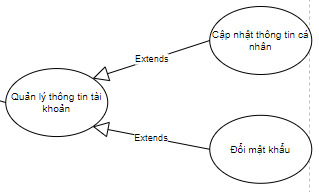 Cập nhật thông tin cá
nhân
Extends
Quản lý thông tin tài
khoản
Extends
Đổi mật khẩu